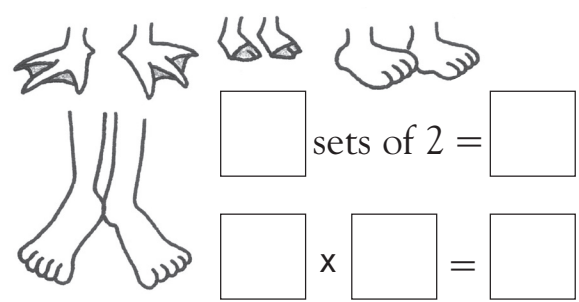 sets of 2 =
x =